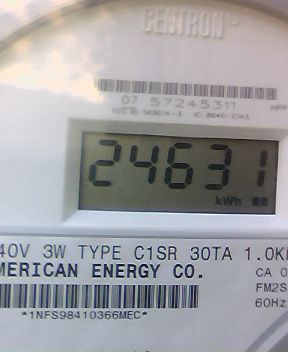 CENTRON®
07 57245311
24631
kWh
40V 3W TYPE C1SR 30TA 1.0K
MERICAN ENERGY CO.
CA 0
FM2S
60Hz
*1NFS98410366MEC*